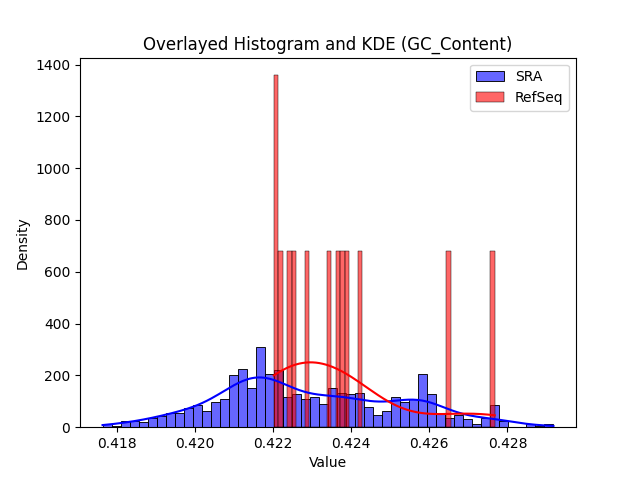 Overlayed Histogram and KDE (GC_Content)
SRA
RefSeq
Density
1400
1200
1000
800
600
400
200
0
0.418 0.420 0.422 0.424 0.426 0.428
Value